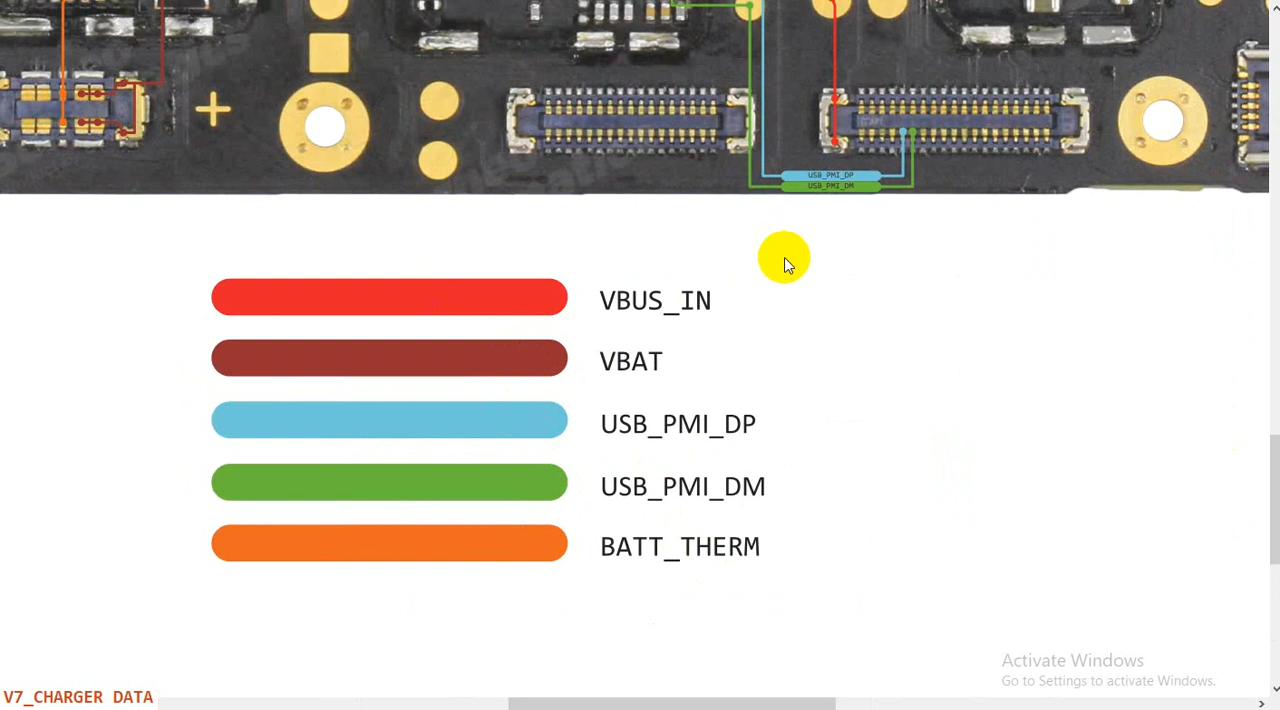 USB_PMI_DP
USB_PMI_DM
VBUS_IN
VBAT
USB_PMI_DP
USB_PMI_DM
BATT_THERM
Activate Windows
Go to Settings to activate Windows.
V7_CHARGER DATA